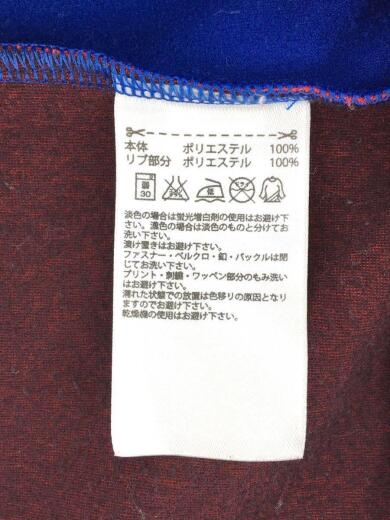 本体 ポリエステル 100%
リブ部分 ポリエステル 100%
弱
30
淡色の場合は蛍光増白剤の使用はお避け下
さい。濃色の場合は淡色のものと分けてお
洗い下さい。
漬け置きはお避け下さい。
ファスナー・ベルクロ・釦・バックルは閉
じてお洗い下さい。
プリント・刺繍・ワッペン部分のもみ洗い
はお避け下さい。
濡れた状態での放置は色移りの原因となり
ますのでお避け下さい。
乾燥機の使用はお避け下さい。